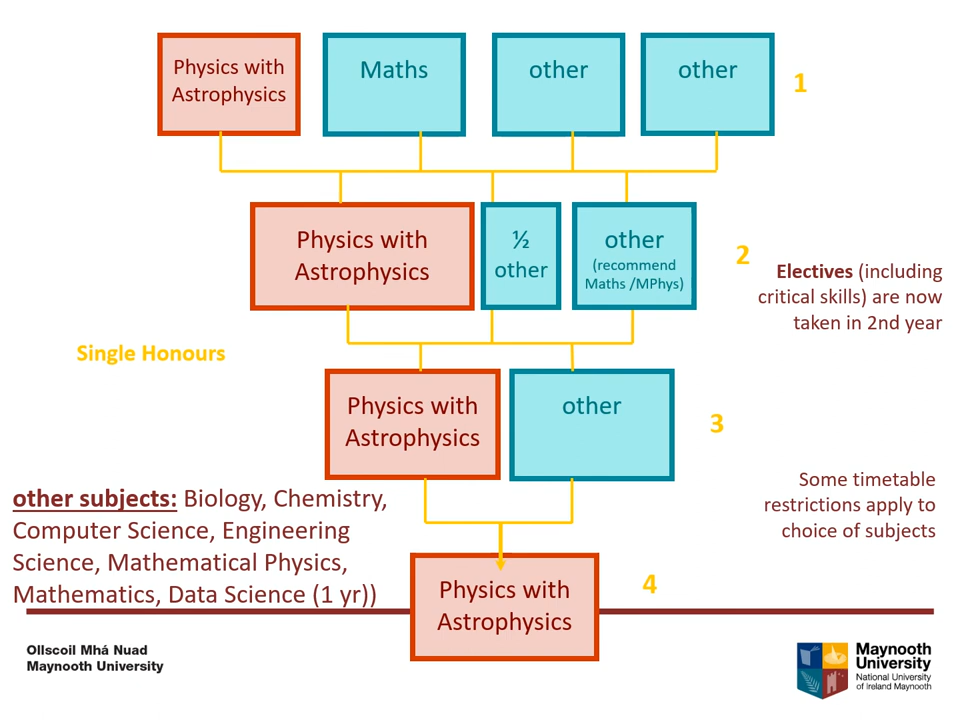 Physics with
Astrophysics
Maths
other
other
1
Physics with
Astrophysics
½
other
other
(recommend
Maths /MPhys)
2
Electives (including
critical skills) are now
taken in 2nd year
Single Honours
Physics with
Astrophysics
other
3
other subjects: Biology, Chemistry,
Computer Science, Engineering
Science, Mathematical Physics,
Mathematics, Data Science (1 yr))
Some timetable
restrictions apply to
choice of subjects
Physics with
Astrophysics
4
Ollscoil Mhá Nuad
Maynooth University
Maynooth
University
National University
of Ireland Maynooth